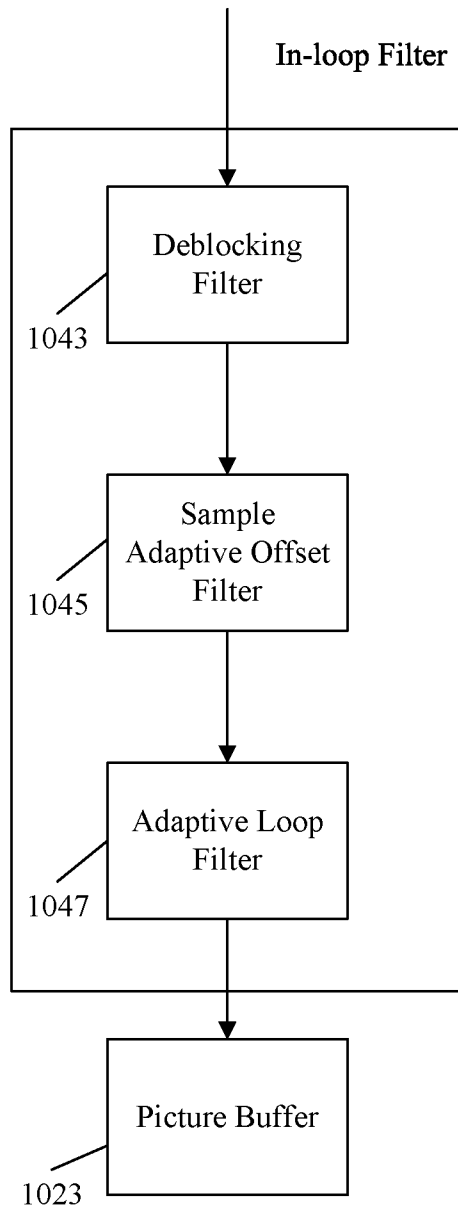 In-loop Filter
Deblocking
Filter
1043
Sample
Adaptive Offset
Filter
1045
Adaptive Loop
Filter
1047
Picture Buffer
1023